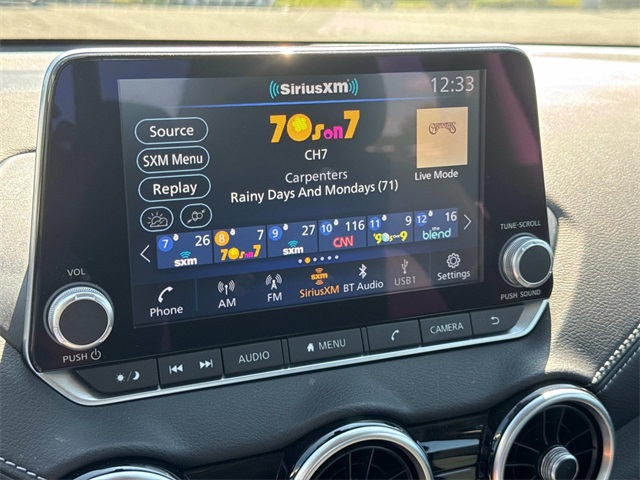 SiriusXM 12:33
70s on 7
CH7
Carpenters
Rainy Days And Mondays (71)
Source
SXM Menu
Replay
Carpenters
Live Mode
7 26 sxm
8 7 70s on 7
9 27 sxm
10 116 CNN
11 9 '90s on 9
12 16 the blend
Phone
AM
FM
sxm SiriusXM
BT Audio
USB1
Settings
VOL
PUSH
TUNE·SCROLL
PUSH SOUND
AUDIO
MENU
CAMERA